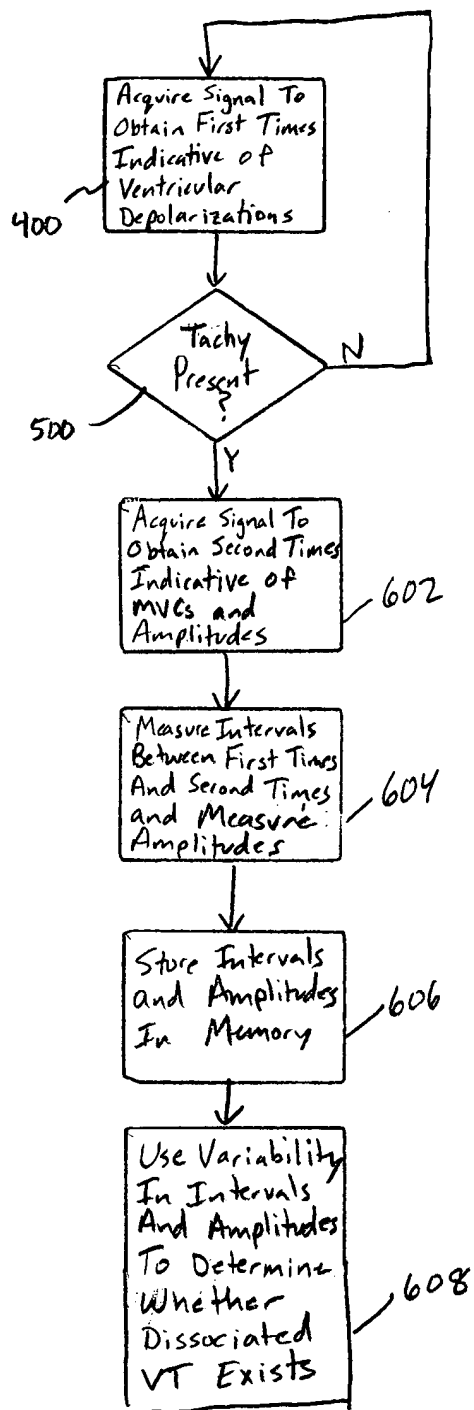 Acquire Signal To
Obtain First Times
Indicative of
Ventricular
Depolarizations
400
Tachy
Present
?
N
500
Y
Acquire Signal To
Obtain Second Times
Indicative of
MVCs and
Amplitudes
602
Measure Intervals
Between First Times
And Second Times
and Measure
Amplitudes
604
Store Intervals
and Amplitudes
In Memory
606
Use Variability
In Intervals
And Amplitudes
To Determine
Whether
Dissociated
VT Exists
608